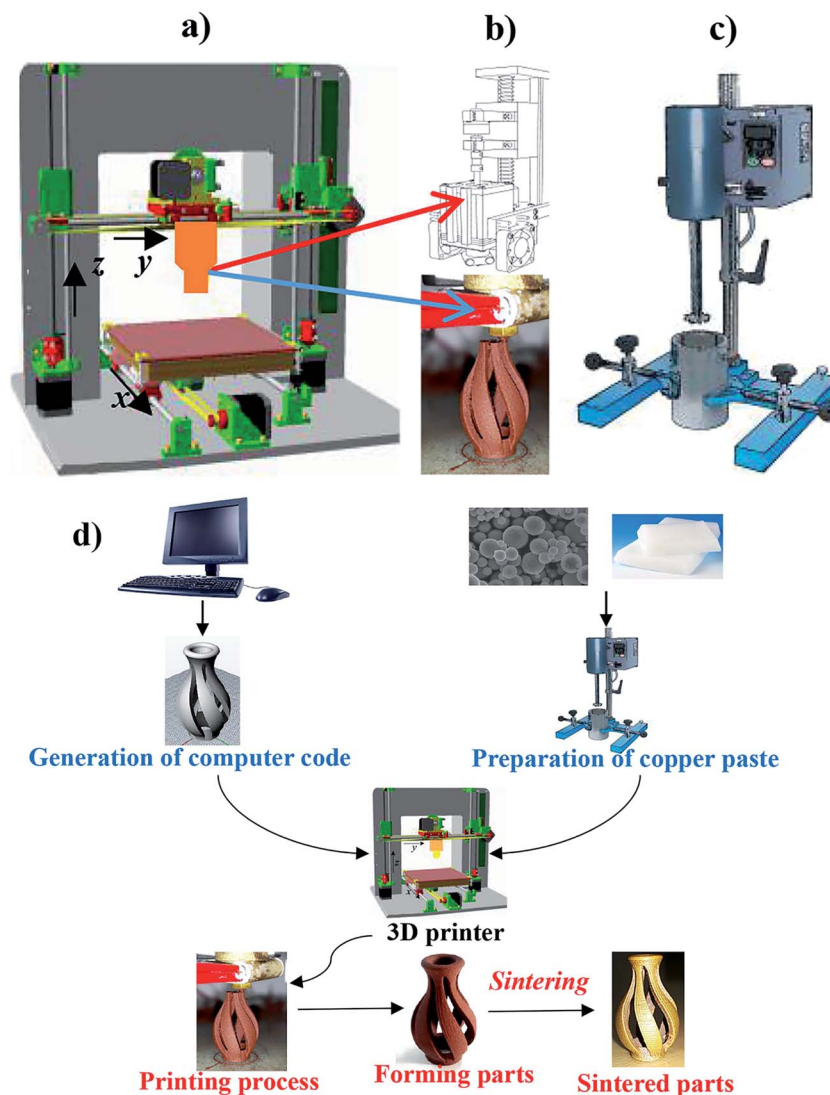 a)
b)
c)
z
y
x
d)
Generation of computer code
Preparation of copper paste
y
z
x
3D printer
Sintering
Printing process
Forming parts
Sintered parts